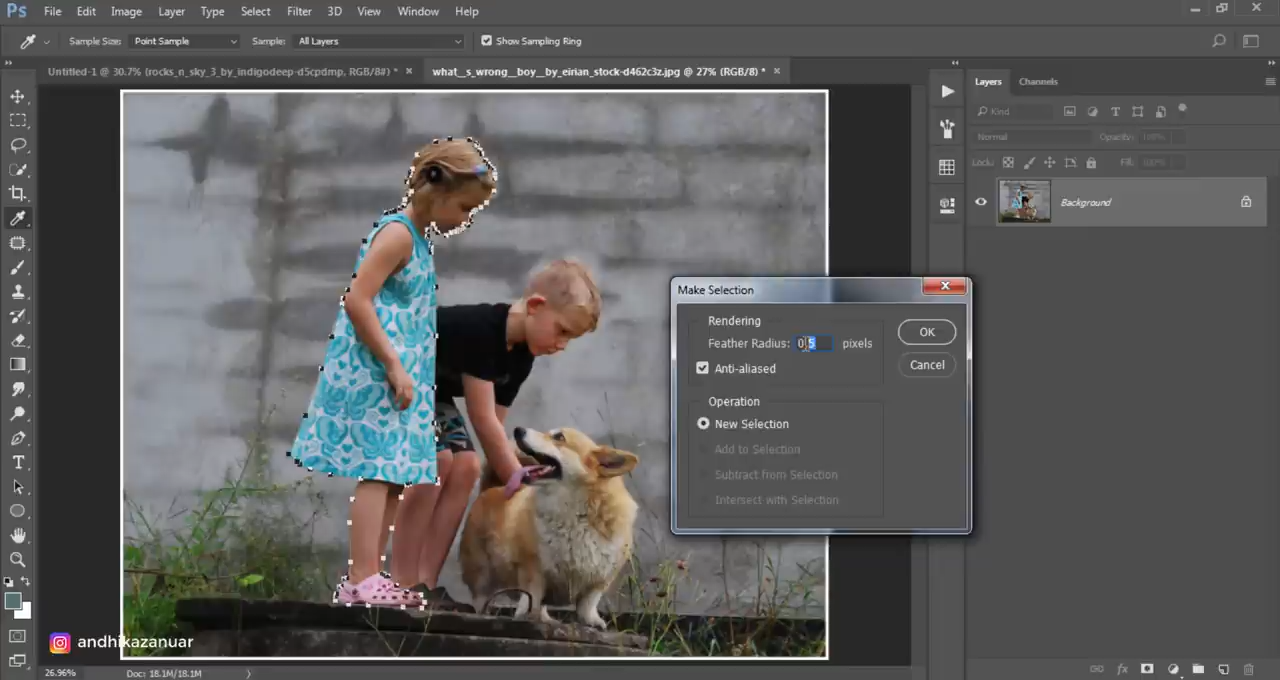 Ps File Edit Image Layer Type Select Filter 3D View Window Help
Sample Size: Point Sample Sample: All Layers Show Sampling Ring
Untitled-1 @ 30.7% (rocks_n_sky_3_by_indigodeep-d5cpdmp, RGB/8#) * × what__s_wrong__boy__by_eirian_stock-d462c3z.jpg @ 27% (RGB/8) * ×
Layers Channels
Kind
Normal Opacity: 100%
Lock: Fill: 100%
Background
Make Selection
Rendering
Feather Radius: 0.5 pixels
Anti-aliased
OK
Cancel
Operation
New Selection
Add to Selection
Subtract from Selection
Intersect with Selection
andhikazanuar
26.96% Doc: 18.1M/18.1M